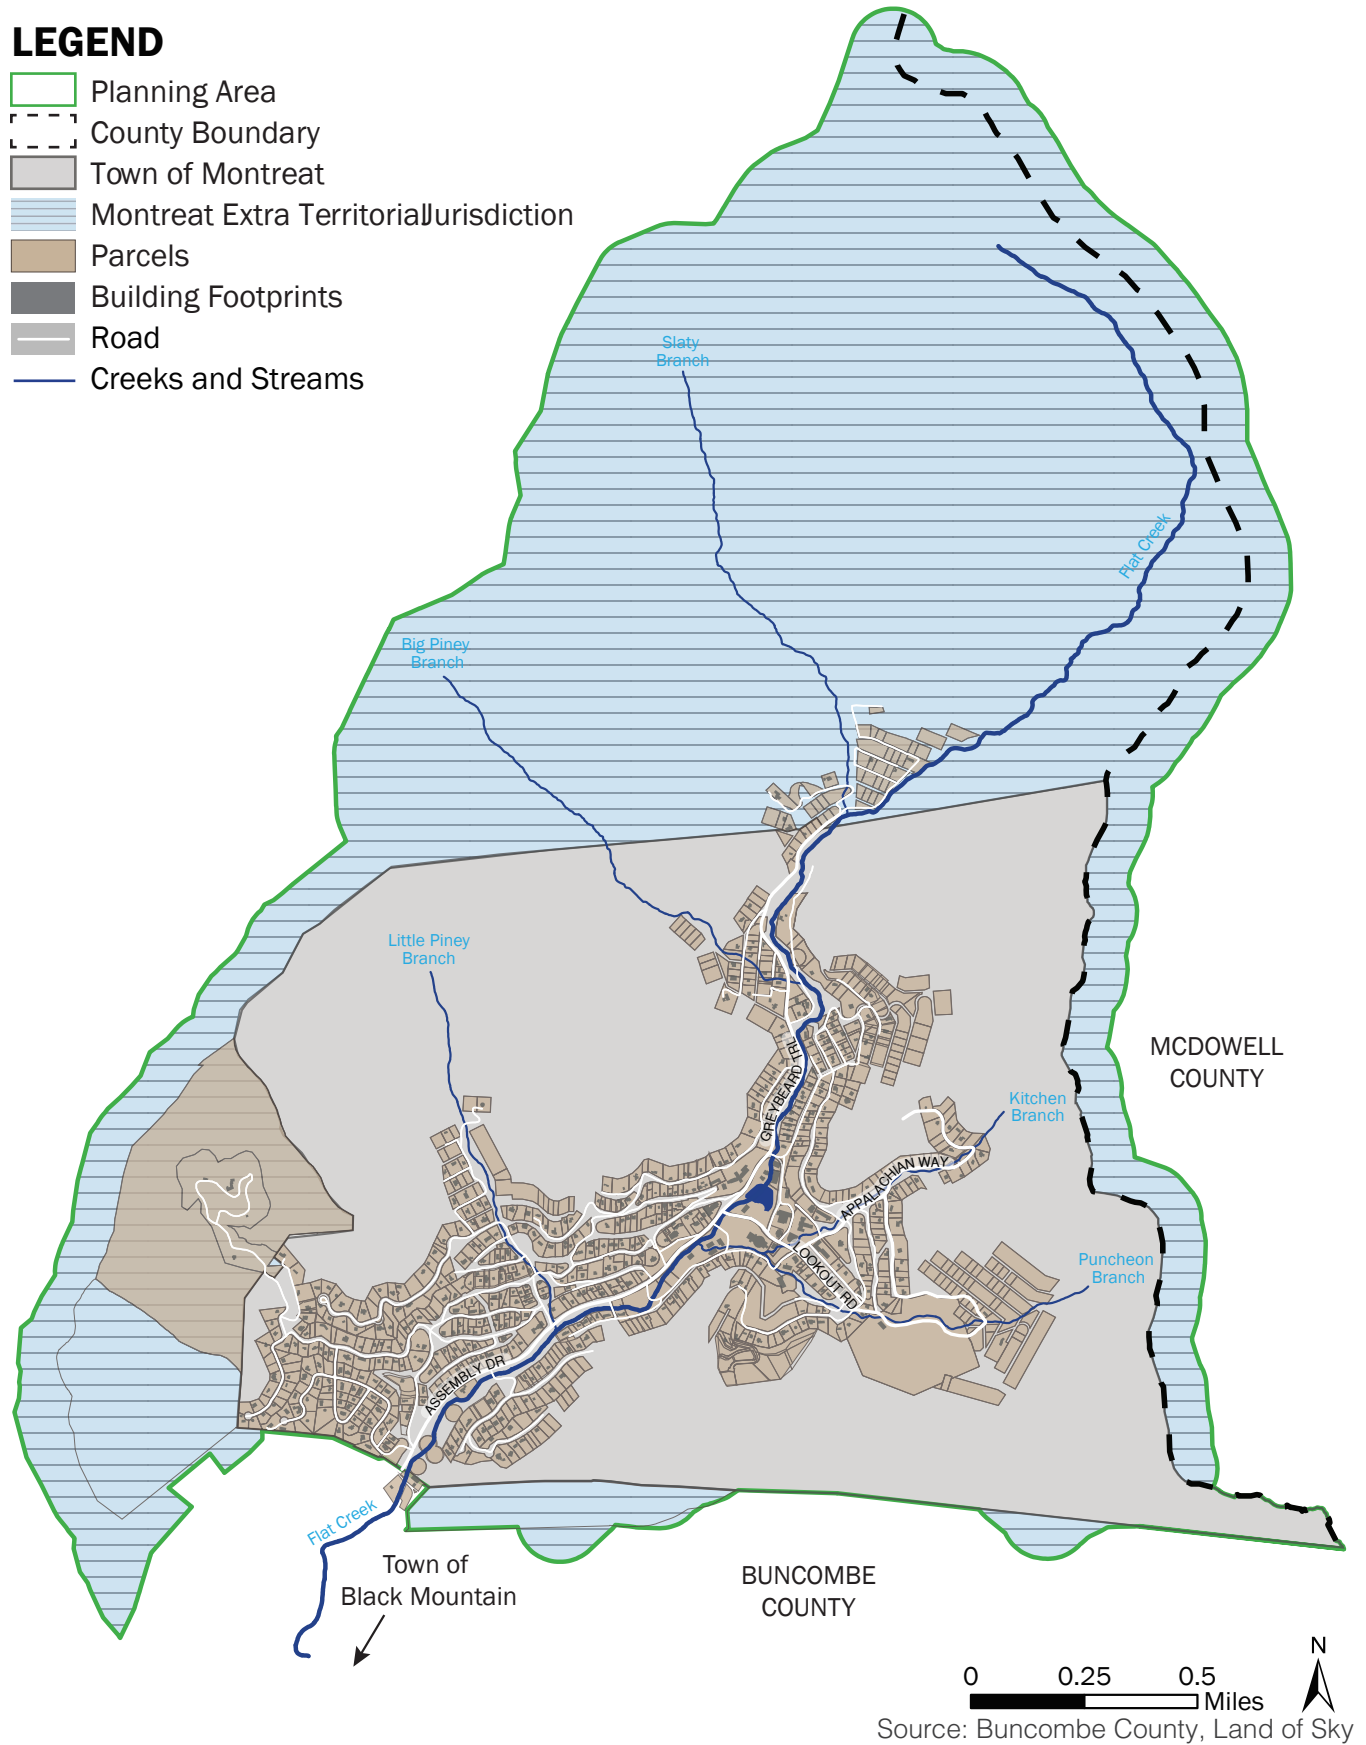 LEGEND
Planning Area
County Boundary
Town of Montreat
Montreat Extra Territorial Jurisdiction
Parcels
Building Footprints
Road
Creeks and Streams
Slaty
Branch
Flat Creek
Big Piney
Branch
Little Piney
Branch
MCDOWELL
COUNTY
GREYBEARD TRL
Kitchen
Branch
APPALACHIAN WAY
LOOKOUT RD
Puncheon
Branch
ASSEMBLY DR
Flat Creek
Town of
Black Mountain
BUNCOMBE
COUNTY
N
0 0.25 0.5
Miles
Source: Buncombe County, Land of Sky